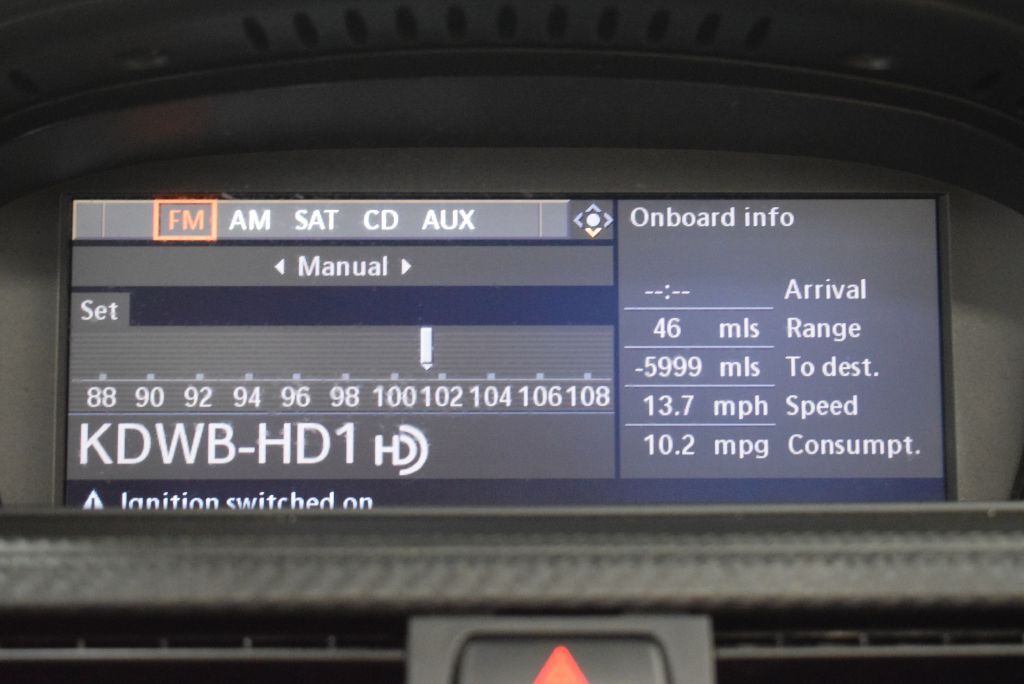 FM AM SAT CD AUX
Manual
Set
88 90 92 94 96 98 100 102 104 106 108
KDWB-HD1 HD
Ignition switched on
Onboard info
--:-- Arrival
46 mls Range
-5999 mls To dest.
13.7 mph Speed
10.2 mpg Consumpt.